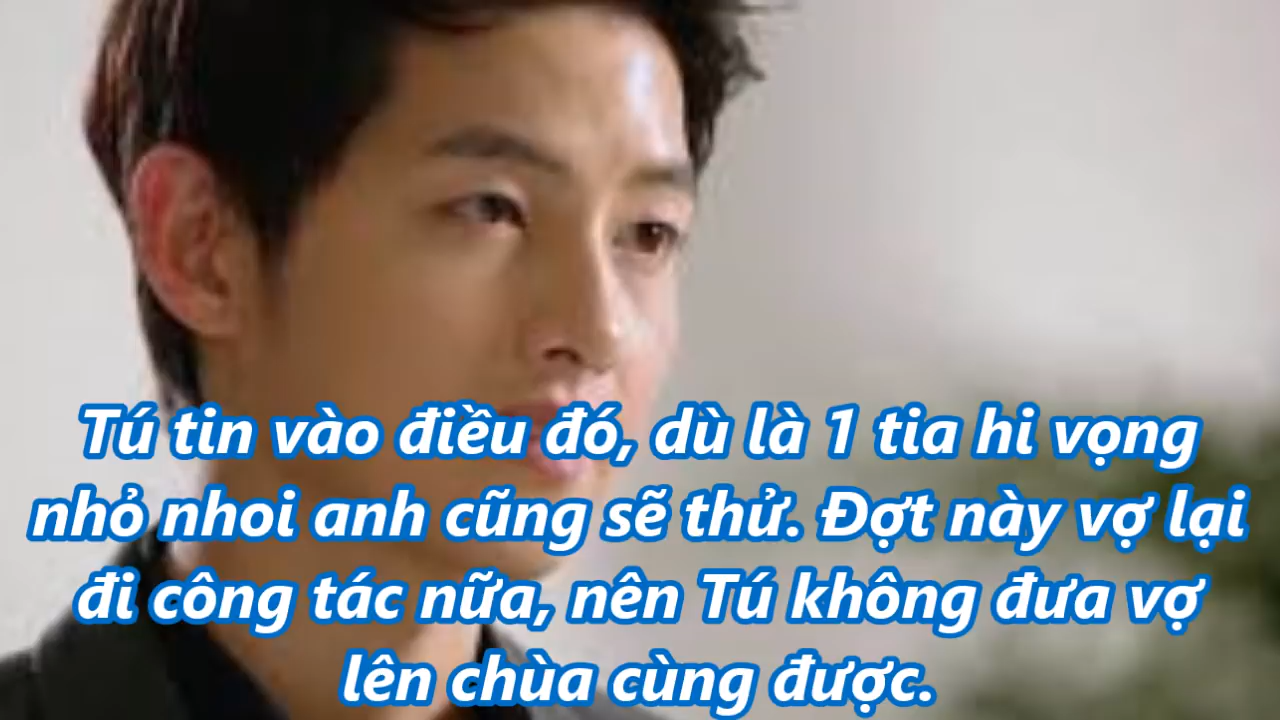 Tú tin vào điều đó, dù là 1 tia hi vọng
nhỏ nhoi anh cũng sẽ thử. Đợt này vợ lại
đi công tác nữa, nên Tú không đưa vợ
lên chùa cùng được.